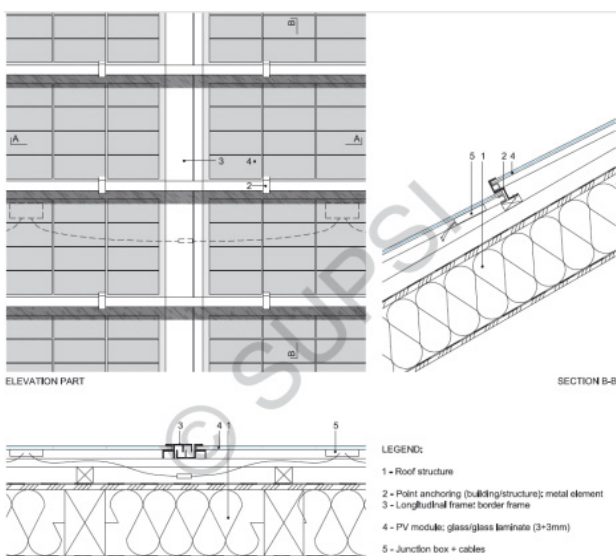 B
A
A
3
4
2
B
5 1 2 4
© SUPSI
ELEVATION PART
SECTION B-B
3 4 1 5
LEGEND:
1 - Roof structure
2 - Point anchoring (building/structure): metal element
3 - Longitudinal frame: border frame
4 - PV module: glass/glass laminate (3+3mm)
5 - Junction box + cables